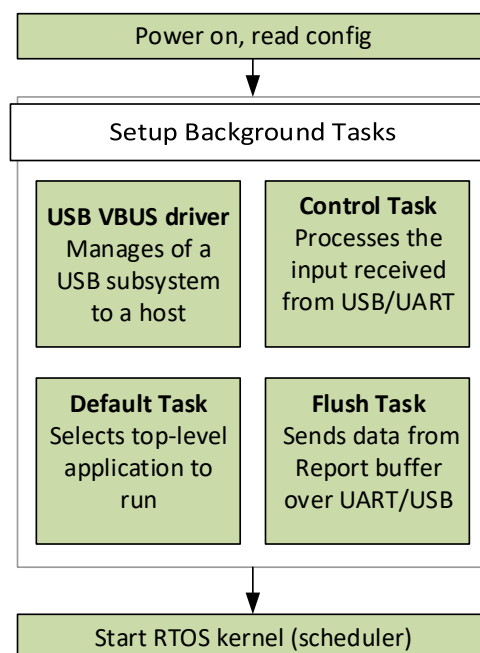 Power on, read config
Setup Background Tasks
USB VBUS driver
Manages of a
USB subsystem
to a host
Control Task
Processes the
input received
from USB/UART
Default Task
Selects top-level
application to
run
Flush Task
Sends data from
Report buffer
over UART/USB
Start RTOS kernel (scheduler)